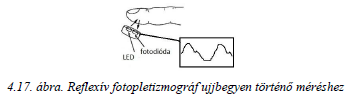 fotodióda
LED
4.17. ábra. Reflexív fotopletizmográf ujjbegyen történő méréshez